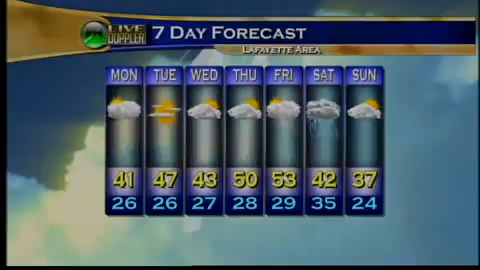 LIVE
DOPPLER
7 DAY FORECAST
LAFAYETTE AREA
MON TUE WED THU FRI SAT SUN
41 47 43 50 53 42 37
26 26 27 28 29 35 24